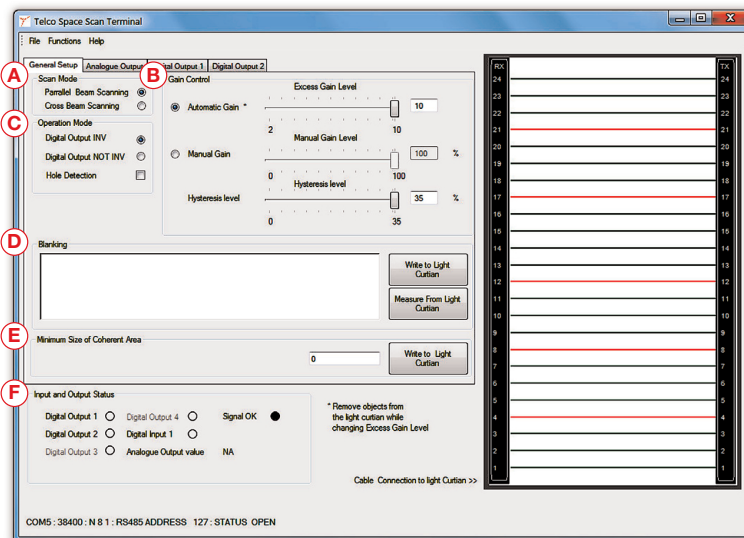 Telco Space Scan Terminal
File Functions Help
General Setup Analogue Output Digital Output 1 Digital Output 2
A
Scan Mode
Parrallel Beam Scanning
Cross Beam Scanning
B
Gain Control
Excess Gain Level
Automatic Gain * 10
2 10
Manual Gain Level
Manual Gain 100 %
0 100
Hysteresis level
Hysteresis level 35 %
0 35
C
Operation Mode
Digital Output INV
Digital Output NOT INV
Hole Detection
D
Blanking
Write to Light
Curtian
Measure From Light
Curtian
E
Minimum Size of Coherent Area
0
Write to Light
Curtian
F
Input and Output Status
Digital Output 1 Digital Output 4 Signal OK
Digital Output 2 Digital Input 1
Digital Output 3 Analogue Output value NA
* Remove objects from
the light curtian while
changing Excess Gain Level
Cable Connection to light Curtian >>
COM5 : 38400 : N 8 1 : RS485 ADDRESS 127 : STATUS OPEN
RX TX
24 24
23 23
22 22
21 21
20 20
19 19
18 18
17 17
16 16
15 15
14 14
13 13
12 12
11 11
10 10
9 9
8 8
7 7
6 6
5 5
4 4
3 3
2 2
1 1